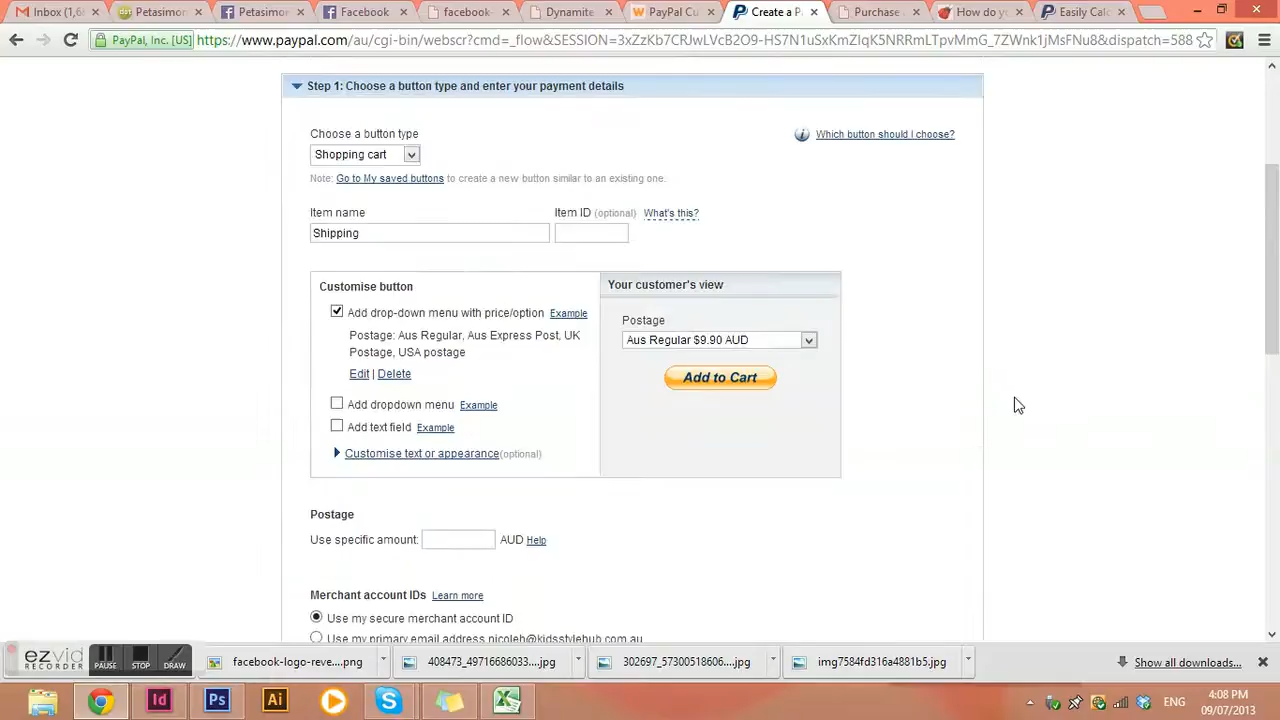 Inbox (1,6
Petasimon
Petasimon
Facebook
facebook-
Dynamite
PayPal Cu
Create a P
Purchase
How do y
Easily Calc
PayPal, Inc. [US]
https://www.paypal.com/au/cgi-bin/webscr?cmd=_flow&SESSION=3xZzKb7CRJwLVcB2O9-HS7N1uSxKmZIqK5NRRmLTpvMmG_7ZWnk1jMsFNu8&dispatch=588
Step 1: Choose a button type and enter your payment details
Choose a button type
Which button should I choose?
Shopping cart
Note: Go to My saved buttons to create a new button similar to an existing one.
Item name
Item ID (optional) What's this?
Shipping
Customise button
Your customer's view
Add drop-down menu with price/option Example
Postage
Postage: Aus Regular, Aus Express Post, UK
Postage, USA postage
Aus Regular $9.90 AUD
Edit | Delete
Add to Cart
Add dropdown menu Example
Add text field Example
Customise text or appearance (optional)
Postage
Use specific amount: AUD Help
Merchant account IDs Learn more
Use my secure merchant account ID
Use my primary email address nicoleh@kidsstylehub.com.au
ezvid
RECORDER
PAUSE
STOP
DRAW
facebook-logo-reve....png
408473_49716686033...jpg
302697_57300518606...jpg
img7584fd316a4881b5.jpg
Show all downloads...
Id
Ps
Ai
ENG
4:08 PM
09/07/2013